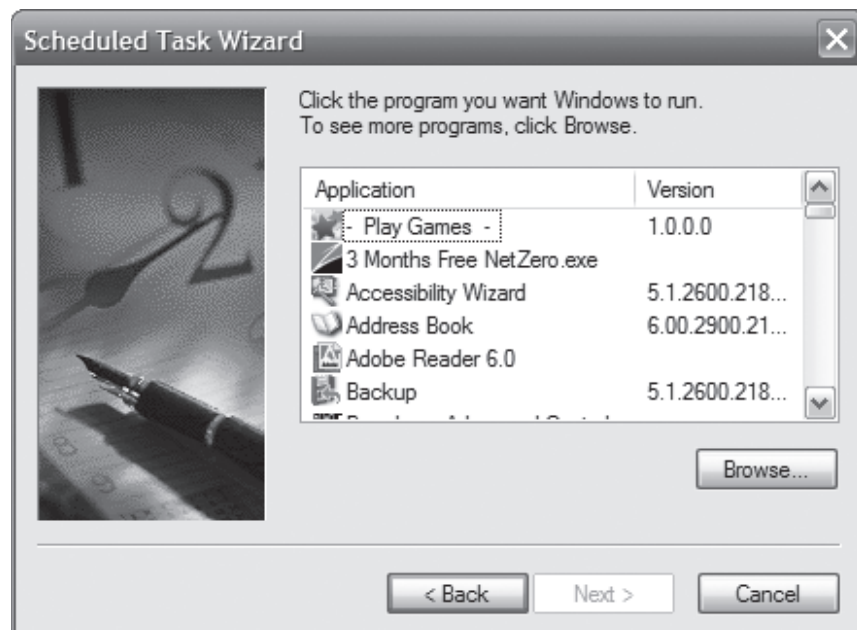 Scheduled Task Wizard
Click the program you want Windows to run.
To see more programs, click Browse.
Application Version
- Play Games - 1.0.0.0
3 Months Free NetZero.exe
Accessibility Wizard 5.1.2600.218...
Address Book 6.00.2900.21...
Adobe Reader 6.0
Backup 5.1.2600.218...
Browse...
< Back Next > Cancel